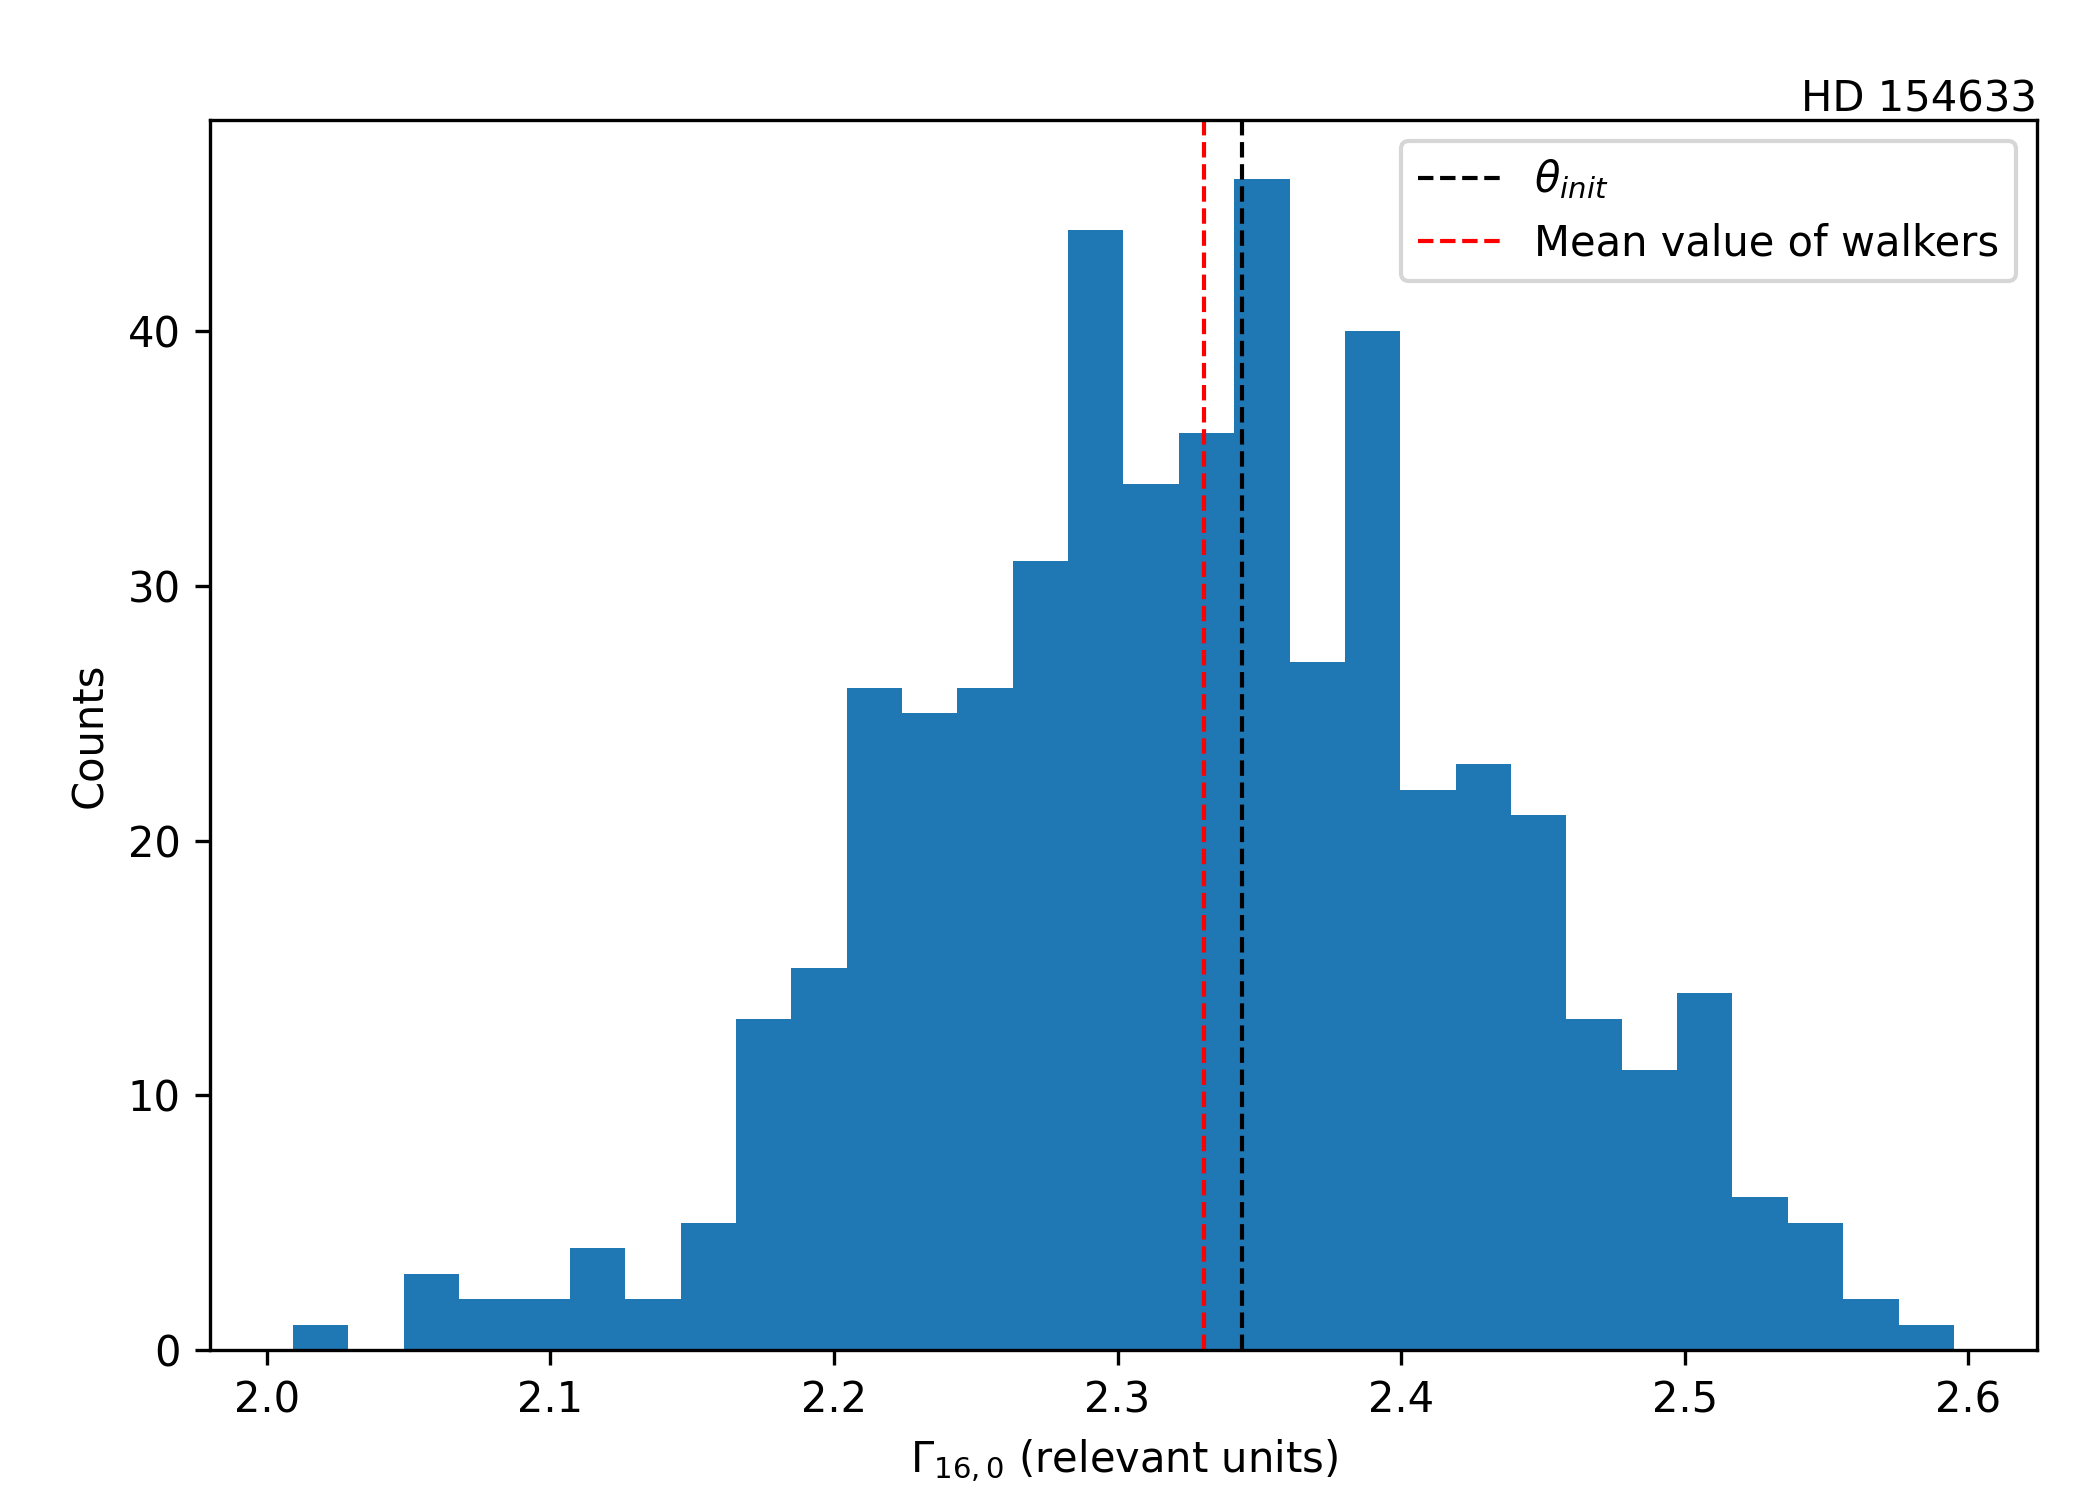 HD 154633
θinit
Mean value of walkers
40
30
20
10
0
Counts
2.0 2.1 2.2 2.3 2.4 2.5 2.6
Γ16, 0 (relevant units)